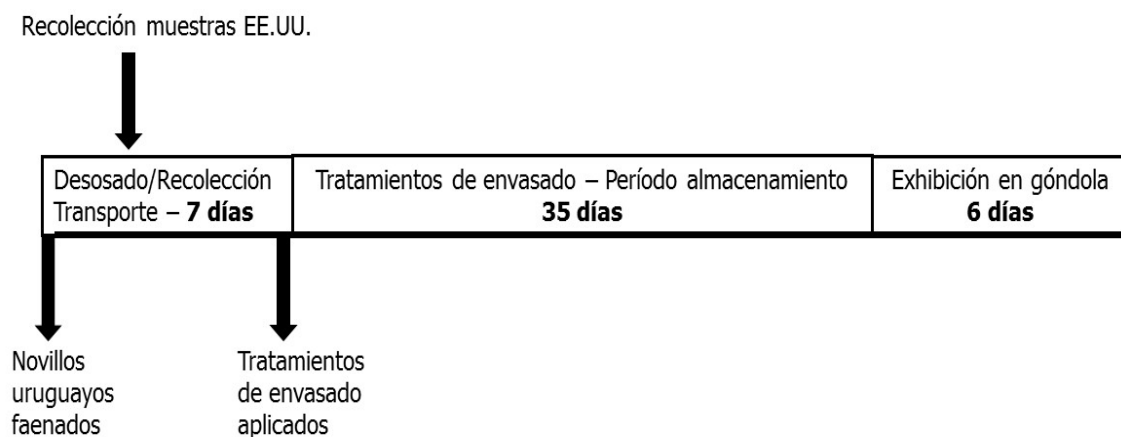 Recolección muestras EE.UU.
Desosado/Recolección
Transporte – 7 días
Tratamientos de envasado – Período almacenamiento
35 días
Exhibición en góndola
6 días
Novillos
uruguayos
faenados
Tratamientos
de envasado
aplicados